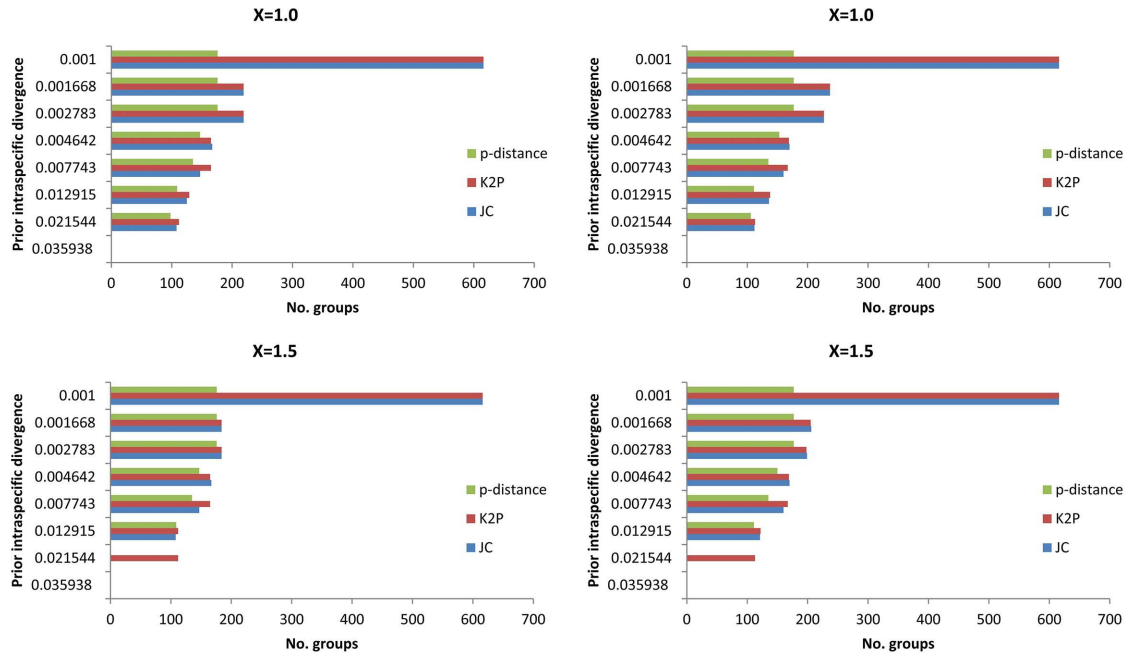 X=1.0
Prior intraspecific divergence
0.001
0.001668
0.002783
0.004642
0.007743
0.012915
0.021544
0.035938
0 100 200 300 400 500 600 700
No. groups
p-distance
K2P
JC
X=1.0
Prior intraspecific divergence
0.001
0.001668
0.002783
0.004642
0.007743
0.012915
0.021544
0.035938
0 100 200 300 400 500 600 700
No. groups
p-distance
K2P
JC
X=1.5
Prior intraspecific divergence
0.001
0.001668
0.002783
0.004642
0.007743
0.012915
0.021544
0.035938
0 100 200 300 400 500 600 700
No. groups
p-distance
K2P
JC
X=1.5
Prior intraspecific divergence
0.001
0.001668
0.002783
0.004642
0.007743
0.012915
0.021544
0.035938
0 100 200 300 400 500 600 700
No. groups
p-distance
K2P
JC